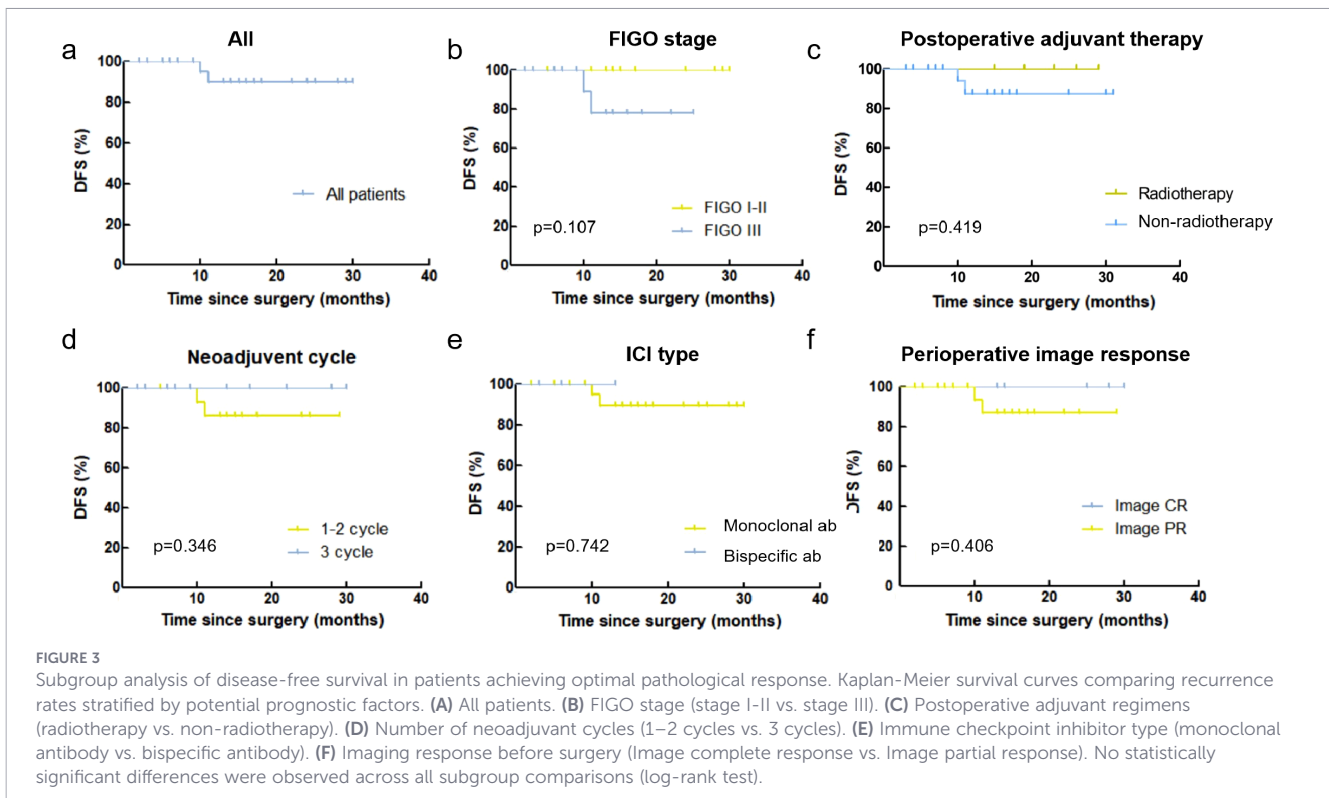 a
All
100
80
60
40
20
0
DFS (%)
All patients
10
20
30
40
Time since surgery (months)
b
FIGO stage
100
80
60
40
20
0
DFS (%)
FIGO I-II
FIGO III
p=0.107
10
20
30
40
Time since surgery (months)
c
Postoperative adjuvant therapy
100
80
60
40
20
0
DFS (%)
Radiotherapy
Non-radiotherapy
p=0.419
10
20
30
40
Time since surgery (months)
d
Neoadjuvent cycle
100
80
60
40
20
0
DFS (%)
1-2 cycle
3 cycle
p=0.346
10
20
30
40
Time since surgery (months)
e
ICI type
100
80
60
40
20
0
DFS (%)
Monoclonal ab
Bispecific ab
p=0.742
10
20
30
40
Time since surgery (months)
f
Perioperative image response
100
80
60
40
20
0
DFS (%)
Image CR
Image PR
p=0.406
10
20
30
40
Time since surgery (months)
FIGURE 3
Subgroup analysis of disease-free survival in patients achieving optimal pathological response. Kaplan-Meier survival curves comparing recurrence
rates stratified by potential prognostic factors. (A) All patients. (B) FIGO stage (stage I-II vs. stage III). (C) Postoperative adjuvant regimens
(radiotherapy vs. non-radiotherapy). (D) Number of neoadjuvant cycles (1–2 cycles vs. 3 cycles). (E) Immune checkpoint inhibitor type (monoclonal
antibody vs. bispecific antibody). (F) Imaging response before surgery (Image complete response vs. Image partial response). No statistically
significant differences were observed across all subgroup comparisons (log-rank test).